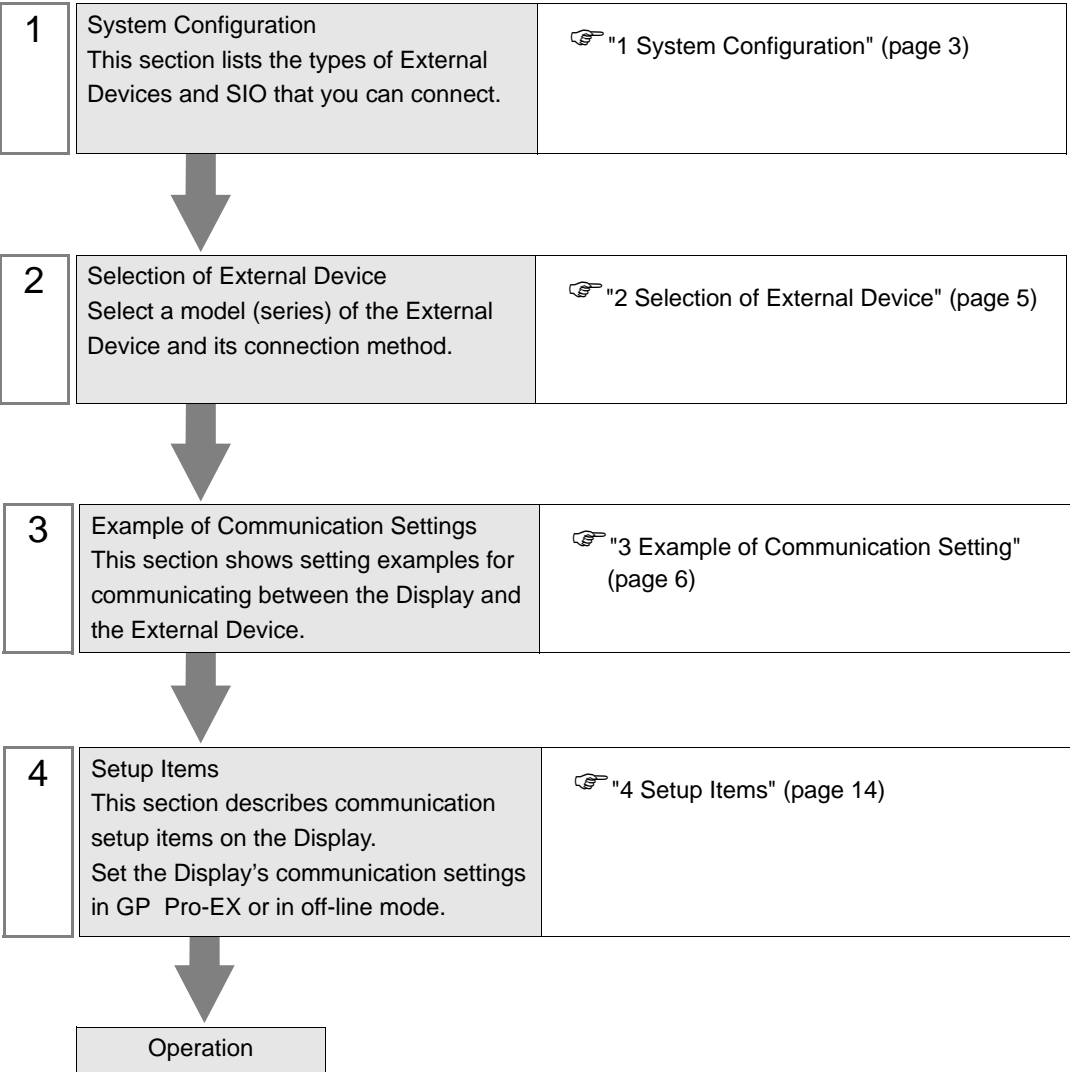 1
System Configuration
This section lists the types of External
Devices and SIO that you can connect.
"1 System Configuration" (page 3)
2
Selection of External Device
Select a model (series) of the External
Device and its connection method.
"2 Selection of External Device" (page 5)
3
Example of Communication Settings
This section shows setting examples for
communicating between the Display and
the External Device.
"3 Example of Communication Setting"
(page 6)
4
Setup Items
This section describes communication
setup items on the Display.
Set the Display’s communication settings
in GP Pro-EX or in off-line mode.
"4 Setup Items" (page 14)
Operation